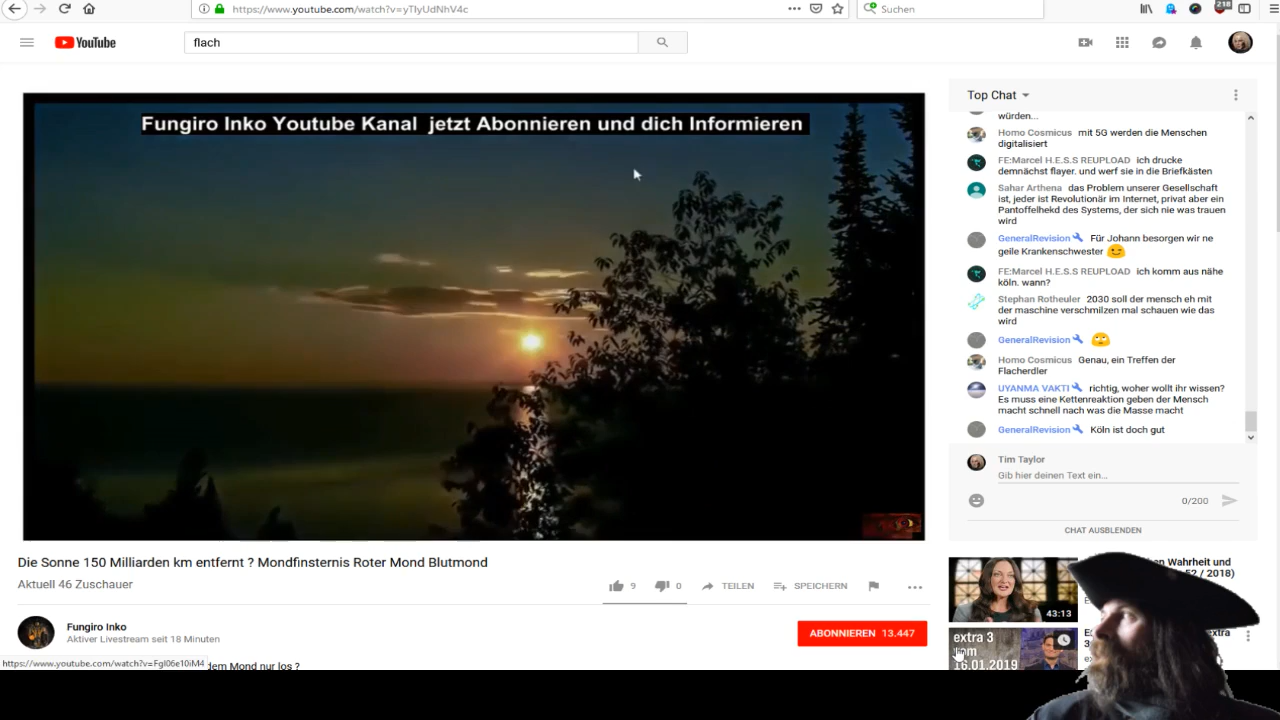 https://www.youtube.com/watch?v=yTIyUdNhV4c
Suchen
218
YouTube
flach
Fungiro Inko Youtube Kanal jetzt Abonnieren und dich Informieren
Top Chat
würden...
Homo Cosmicus mit 5G werden die Menschen
digitalisiert
FE:Marcel H.E.S.S REUPLOAD ich drucke
demnächst flayer. und werf sie in die Briefkästen
Sahar Arthena das Problem unserer Gesellschaft
ist, jeder ist Revolutionär im Internet, privat aber ein
Pantoffelhekd des Systems, der sich nie was trauen
wird
GeneralRevision Für Johann besorgen wir ne
geile Krankenschwester
FE:Marcel H.E.S.S REUPLOAD ich komm aus nähe
köln. wann?
Stephan Rotheuler 2030 soll der mensch eh mit
der maschine verschmilzen mal schauen wie das
wird
GeneralRevision
Homo Cosmicus Genau, ein Treffen der
Flacherdler
UYANMA VAKTI richtig, woher wollt ihr wissen?
Es muss eine Kettenreaktion geben der Mensch
macht schnell nach was die Masse macht
GeneralRevision Köln ist doch gut
Tim Taylor
Gib hier deinen Text ein...
0/200
CHAT AUSBLENDEN
Die Sonne 150 Milliarden km entfernt ? Mondfinsternis Roter Mond Blutmond
Aktuell 46 Zuschauer
9
0
TEILEN
SPEICHERN
Fungiro Inko
Aktiver Livestream seit 18 Minuten
ABONNIEREN 13.447
https://www.youtube.com/watch?v=FgI06e10iM4
dem Mond nur los ?
43:13
Wahrheit und
52 / 2018)
extra 3
vom
16.01.2019